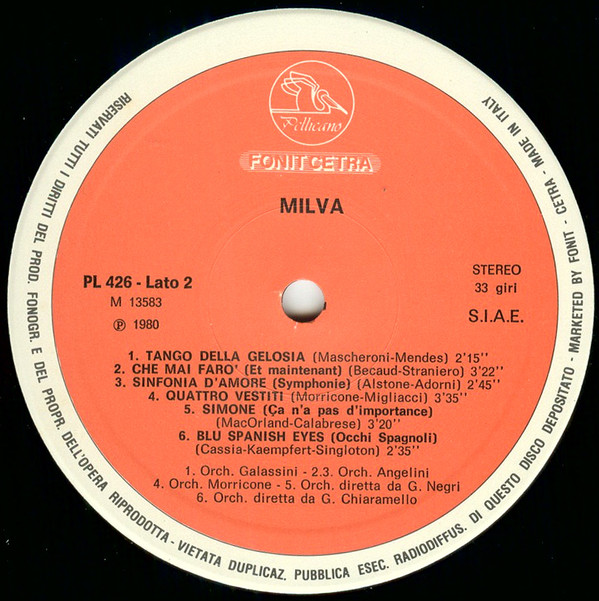 Pellicano
FONIT CETRA
MILVA
PL 426 - Lato 2
M 13583
℗ 1980
STEREO
33 giri
S.I.A.E.
1. TANGO DELLA GELOSIA (Mascheroni-Mendes) 2'15''
2. CHE MAI FARO' (Et maintenant) (Becaud-Straniero) 3'22''
3. SINFONIA D'AMORE (Symphonie) (Alstone-Adorni) 2'45''
4. QUATTRO VESTITI (Morricone-Migliacci) 3'35''
5. SIMONE (Ça n'a pas d'importance)
(MacOrland-Calabrese) 3'20''
6. BLU SPANISH EYES (Occhi Spagnoli)
(Cassia-Kaempfert-Singloton) 2'35''
1. Orch. Galassini - 2.3. Orch. Angelini
4. Orch. Morricone - 5. Orch. diretta da G. Negri
6. Orch. diretta da G. Chiaramello
RISERVATI TUTTI I DIRITTI DEL PROD. FONOGR. E DEL PROPR. DELL'OPERA RIPRODOTTA - VIETATA DUPLICAZ. PUBBLICA ESEC. RADIODIFFUS. DI QUESTO DISCO DEPOSITATO - MARKETED BY FONIT - CETRA - MADE IN ITALY